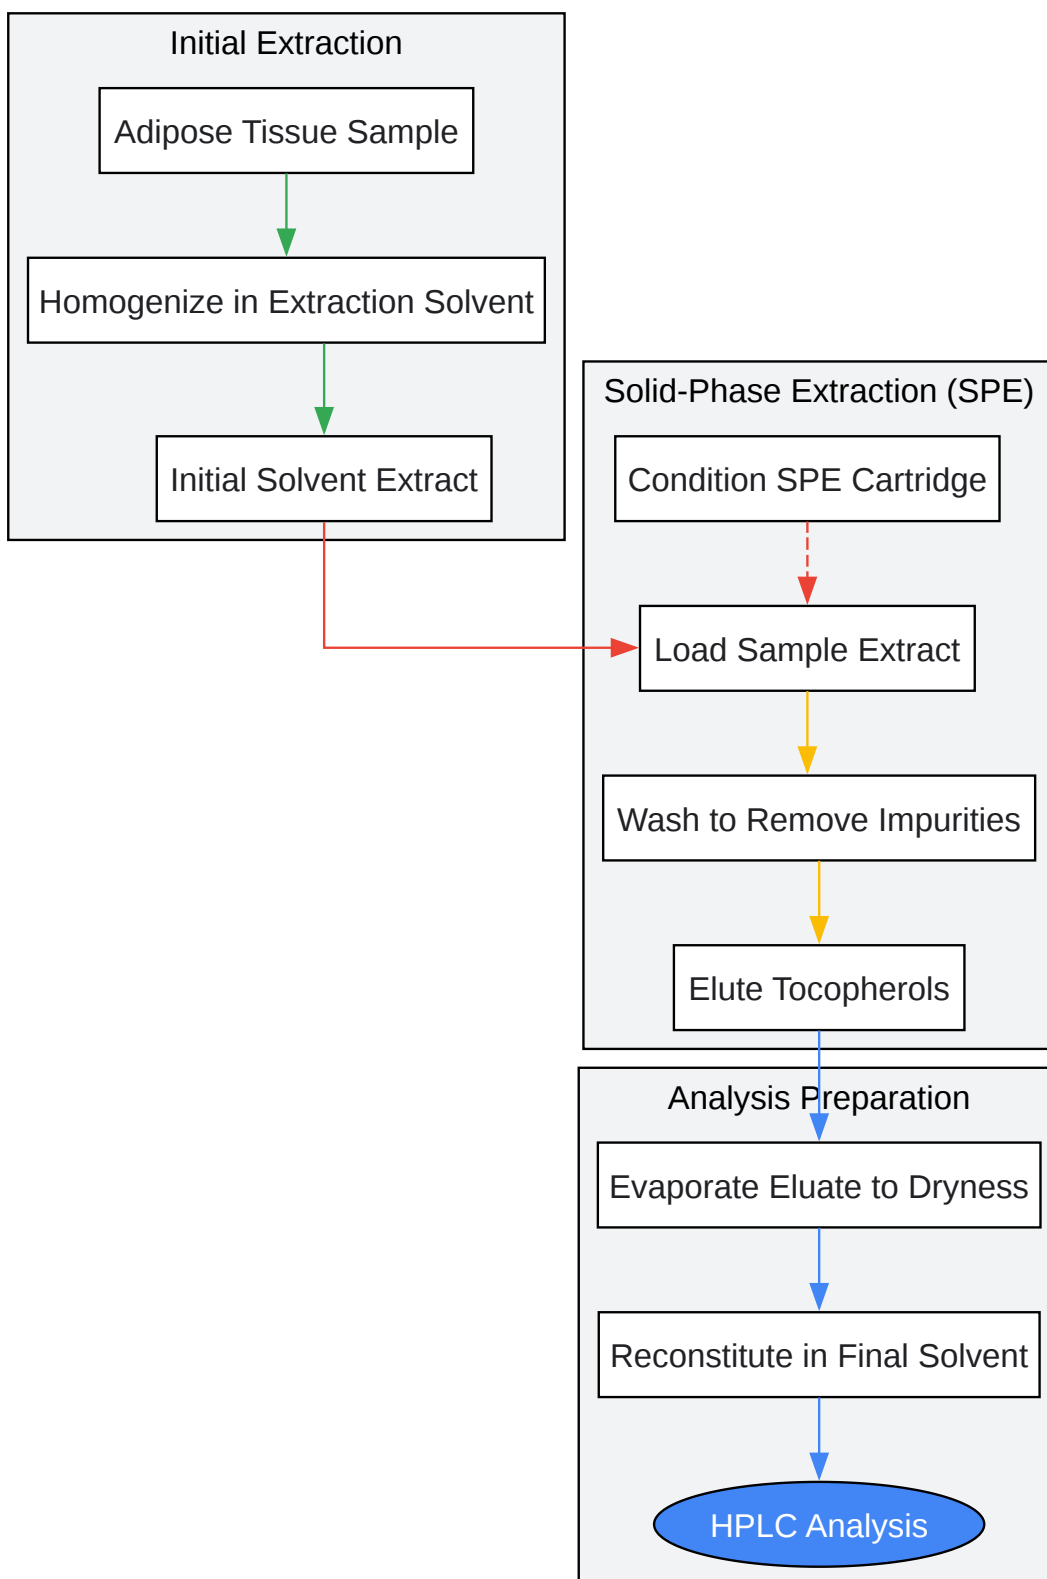 Initial Extraction
Adipose Tissue Sample
Homogenize in Extraction Solvent
Initial Solvent Extract
Solid-Phase Extraction (SPE)
Condition SPE Cartridge
Load Sample Extract
Wash to Remove Impurities
Elute Tocopherols
Analysis Preparation
Evaporate Eluate to Dryness
Reconstitute in Final Solvent
HPLC Analysis